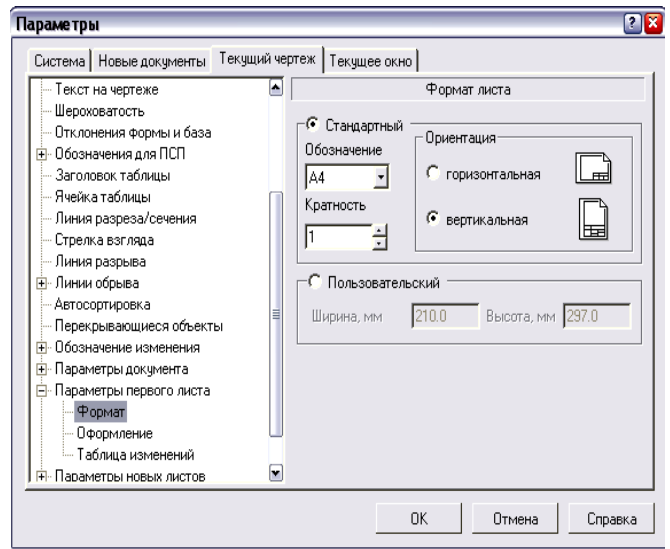 Параметры
Система Новые документы Текущий чертеж Текущее окно
Текст на чертеже
Шероховатость
Отклонения формы и база
Обозначения для ПСП
Заголовок таблицы
Ячейка таблицы
Линия разреза/сечения
Стрелка взгляда
Линия разрыва
Линии обрыва
Автосортировка
Перекрывающиеся объекты
Обозначение изменения
Параметры документа
Параметры первого листа
Формат
Оформление
Таблица изменений
Параметры новых листов
Формат листа
Стандартный
Обозначение
A4
Кратность
1
Ориентация
горизонтальная
вертикальная
Пользовательский
Ширина, мм 210.0 Высота, мм 297.0
OK Отмена Справка